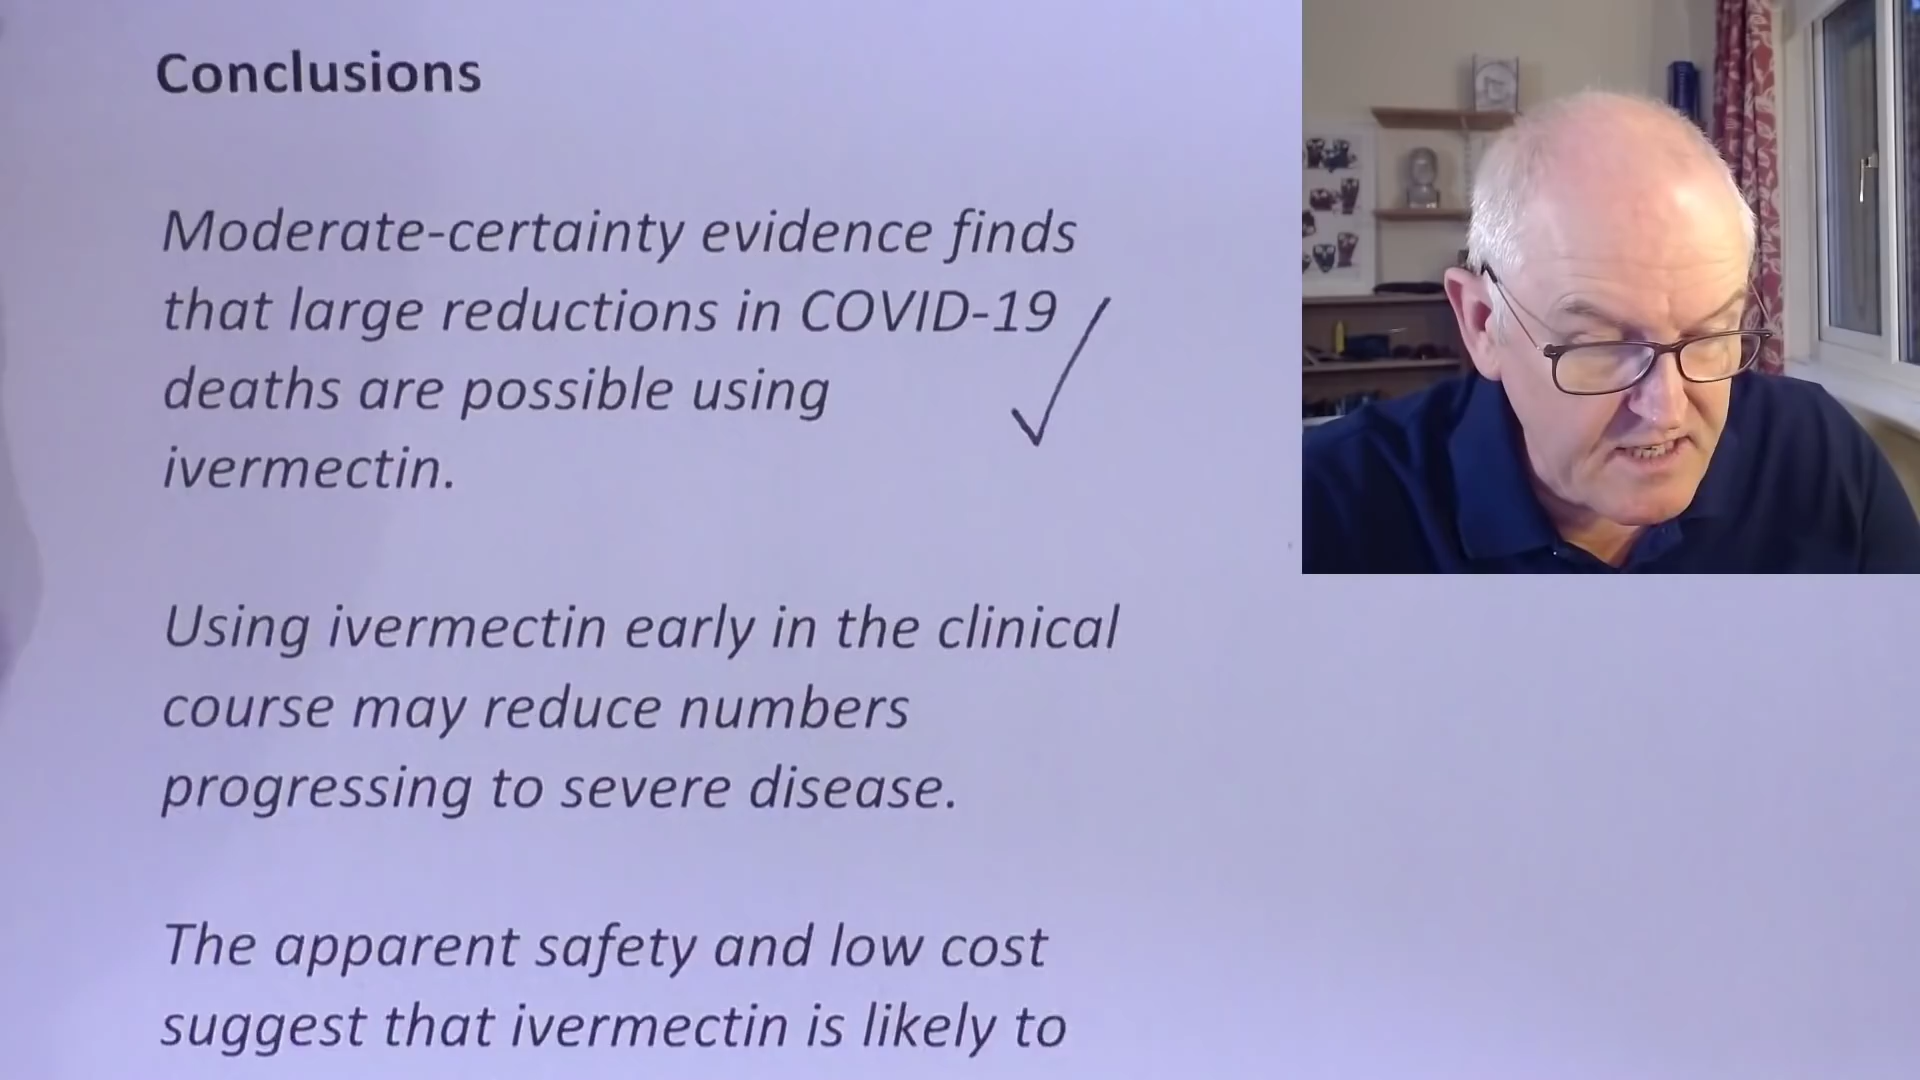 Conclusions
Moderate-certainty evidence finds
that large reductions in COVID-19
deaths are possible using
ivermectin.
Using ivermectin early in the clinical
course may reduce numbers
progressing to severe disease.
The apparent safety and low cost
suggest that ivermectin is likely to